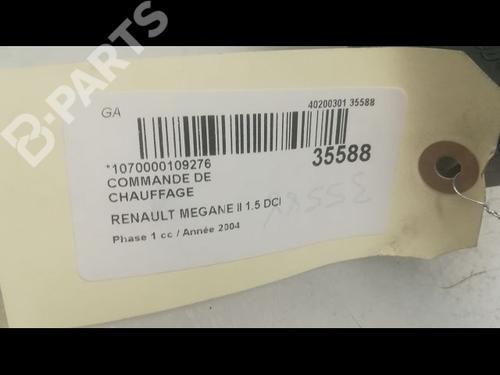 B-PARTS
GA
40200301 35588
*1070000109276
35588
COMMANDE DE
CHAUFFAGE
RENAULT MEGANE II 1.5 DCI
Phase 1 cc / Année 2004
35588